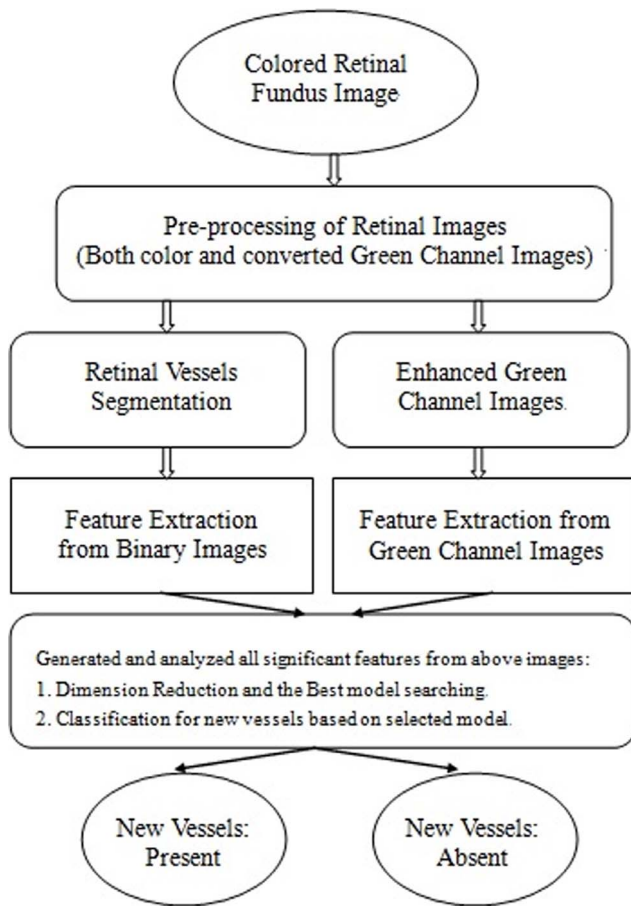 Colored Retinal
Fundus Image
Pre-processing of Retinal Images
(Both color and converted Green Channel Images)
Retinal Vessels
Segmentation
Enhanced Green
Channel Images.
Feature Extraction
from Binary Images
Feature Extraction from
Green Channel Images
Generated and analyzed all significant features from above images:
1. Dimension Reduction and the Best model searching.
2. Classification for new vessels based on selected model.
New Vessels:
Present
New Vessels:
Absent